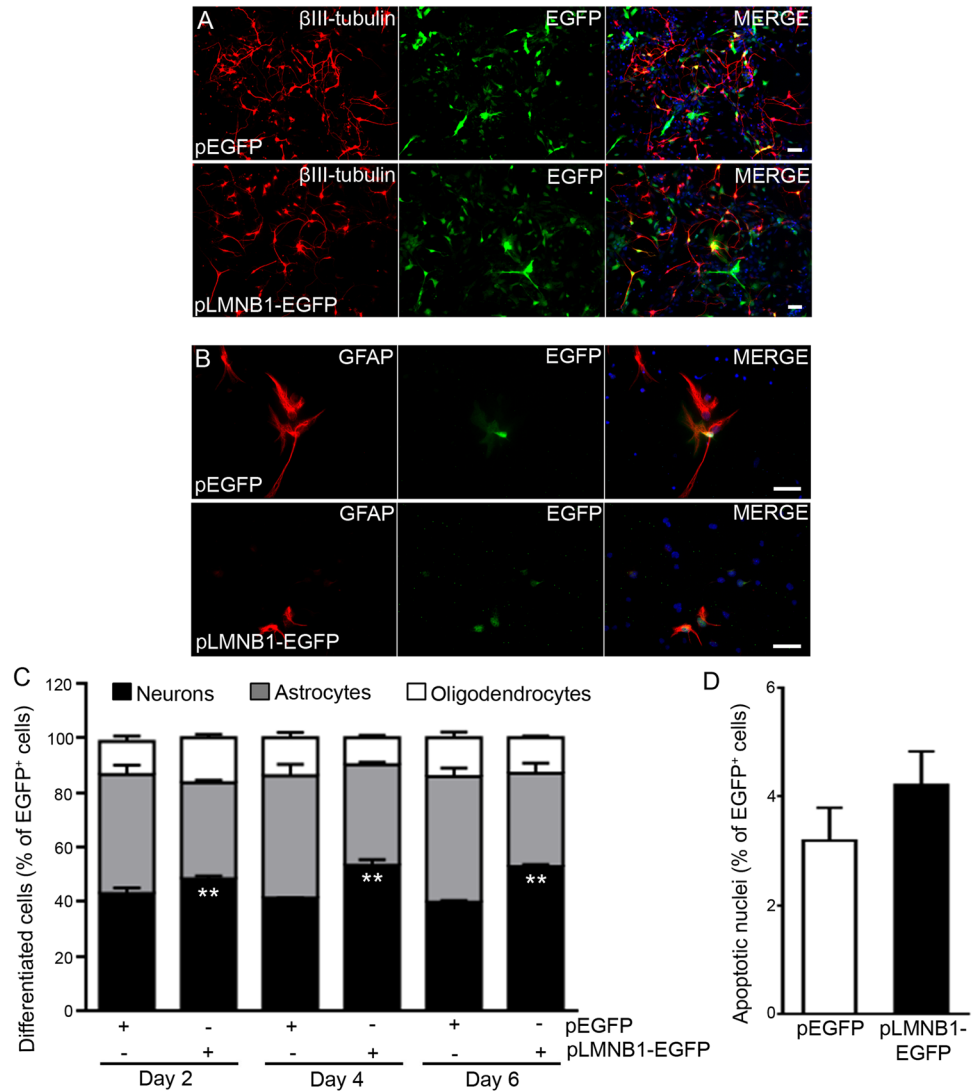 A βIII-tubulin EGFP MERGE
pEGFP
βIII-tubulin EGFP MERGE
pLMNB1-EGFP
B GFAP EGFP MERGE
pEGFP
GFAP EGFP MERGE
pLMNB1-EGFP
C
Neurons Astrocytes Oligodendrocytes
Differentiated cells (% of EGFP⁺ cells)
120
100
80
60
40
20
0
** ** **
+ - + - + - pEGFP
- + - + - + pLMNB1-EGFP
Day 2 Day 4 Day 6
D
Apoptotic nuclei (% of EGFP⁺ cells)
6
4
2
0
pEGFP pLMNB1-
EGFP